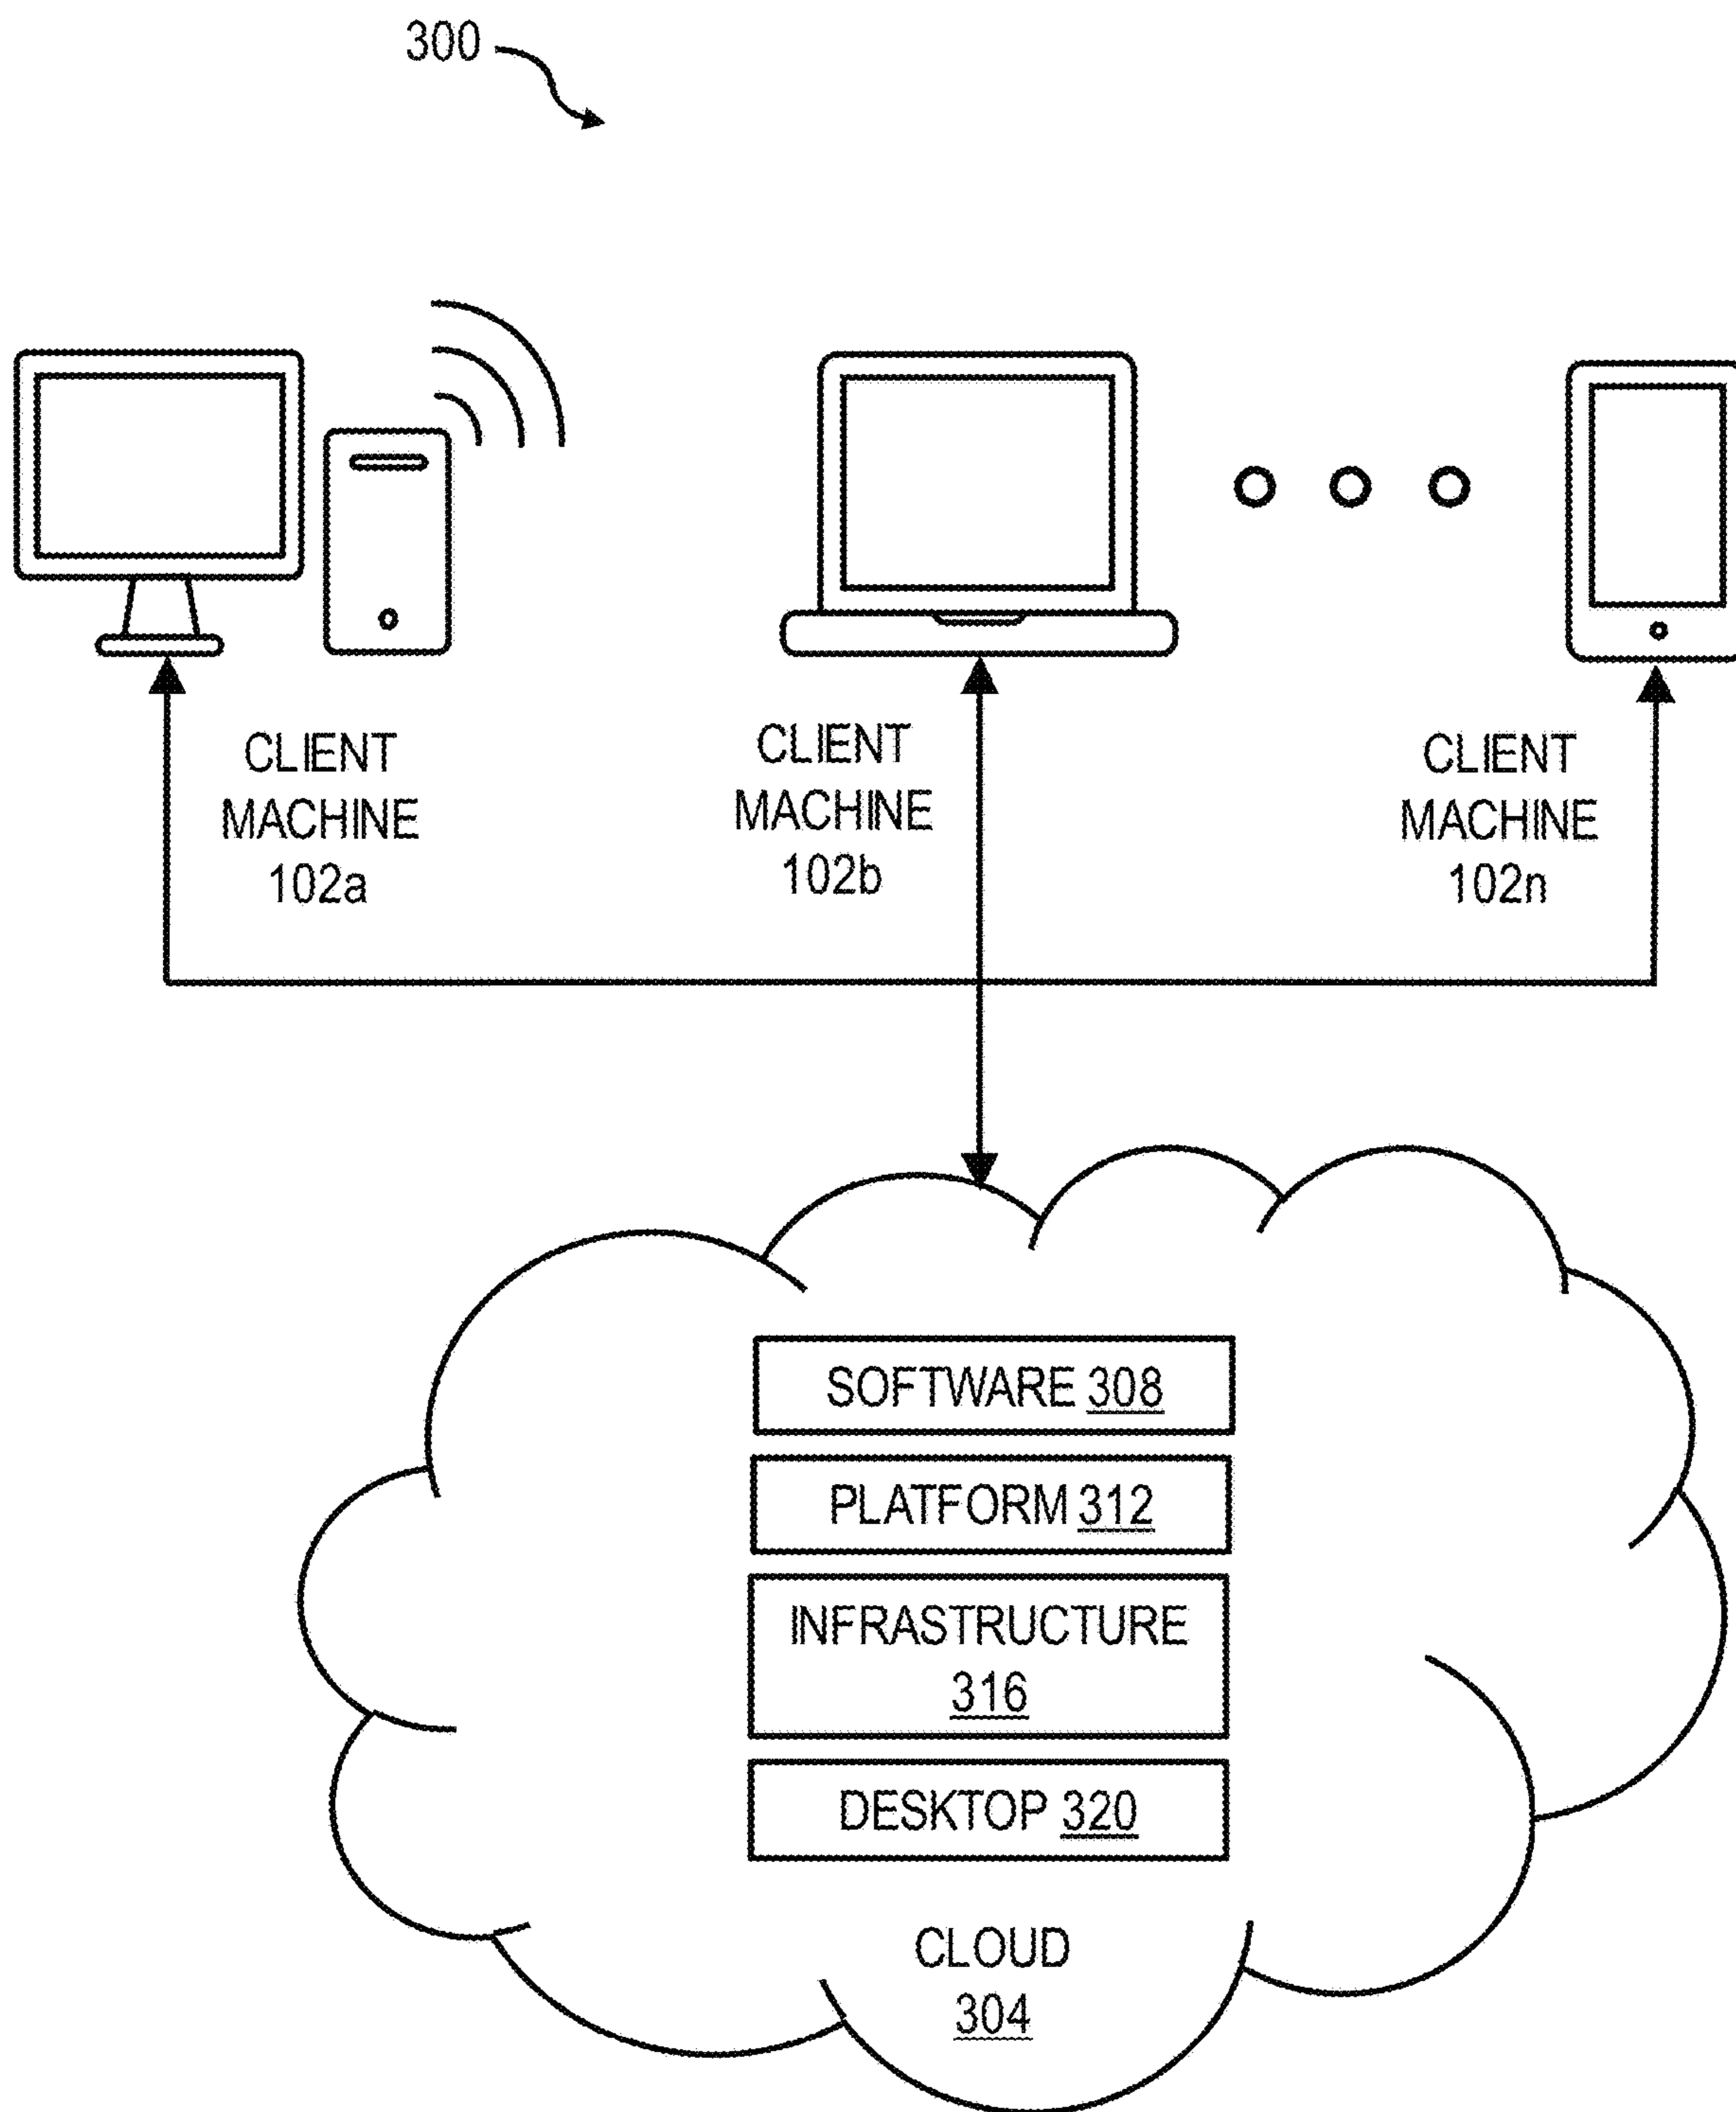 300
CLIENT
MACHINE
102a
CLIENT
MACHINE
102b
CLIENT
MACHINE
102n
SOFTWARE 308
PLATFORM 312
INFRASTRUCTURE
316
DESKTOP 320
CLOUD
304